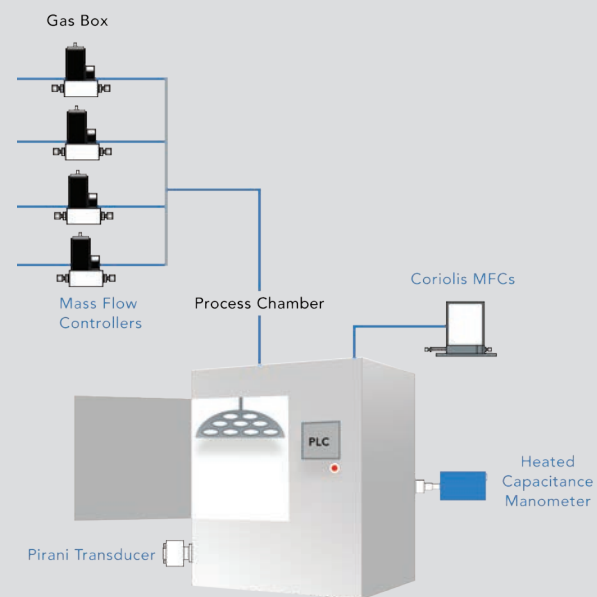 Gas Box
Mass Flow
Controllers
Process Chamber
Coriolis MFCs
PLC
Heated
Capacitance
Manometer
Pirani Transducer